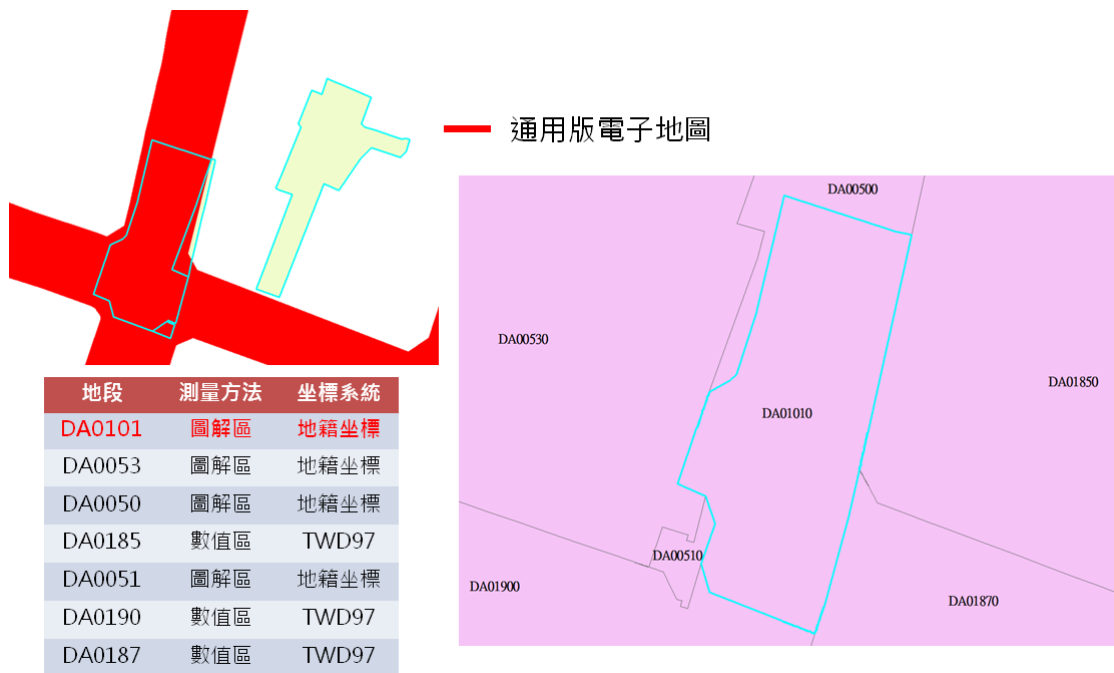 通用版電子地圖
DA00500
DA00530
DA01850
DA01010
DA00510
DA01900
DA01870
地段 測量方法 坐標系統
DA0101 圖解區 地籍坐標
DA0053 圖解區 地籍坐標
DA0050 圖解區 地籍坐標
DA0185 數值區 TWD97
DA0051 圖解區 地籍坐標
DA0190 數值區 TWD97
DA0187 數值區 TWD97